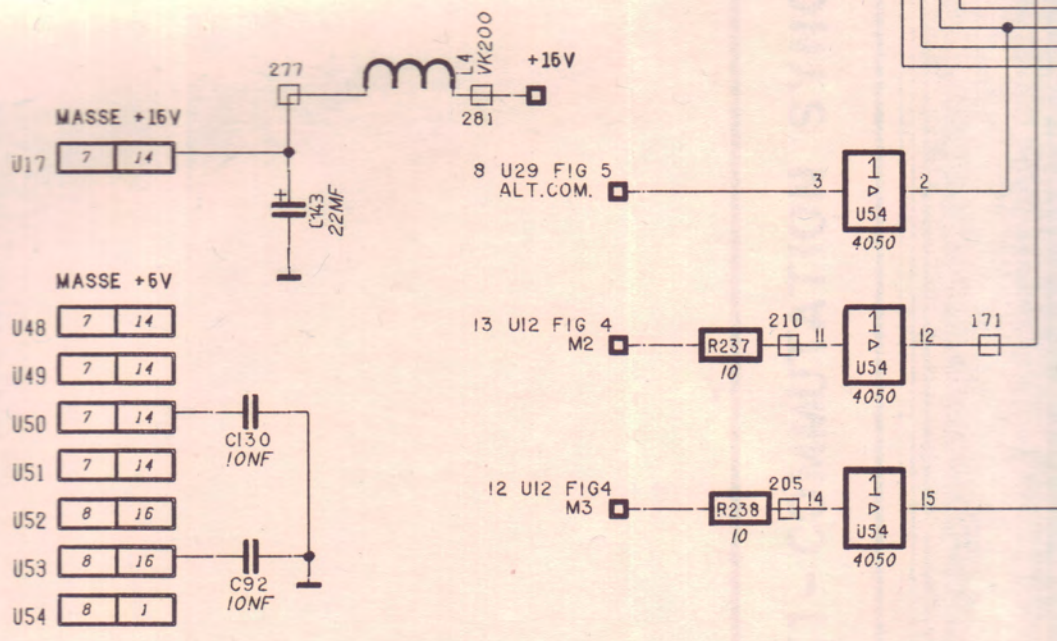 277
L4
VK200
+15V
281
MASSE +15V
U17 7 14
+
C143
22MF
8 U29 FIG 5
ALT.COM.
3
1
U54
4050
2
MASSE +5V
U48 7 14
U49 7 14
U50 7 14
U51 7 14
U52 8 16
U53 8 16
U54 8 1
C130
10NF
C92
10NF
13 U12 FIG 4
M2
R237
10
210
11
1
U54
4050
12
171
12 U12 FIG4
M3
R238
10
205
14
1
U54
4050
15